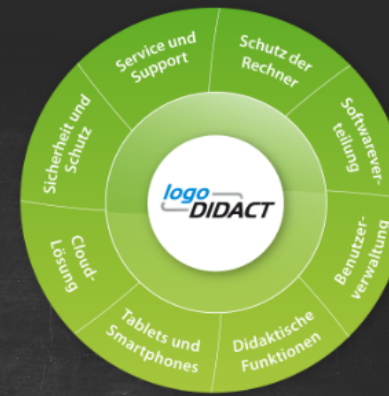 Service und
Support
Schutz der
Rechner
Softwarever-
teilung
Benutzer-
verwaltung
Didaktische
Funktionen
Tablets und
Smartphones
Cloud-
Lösung
Sicherheit und
Schutz
logo
DIDACT